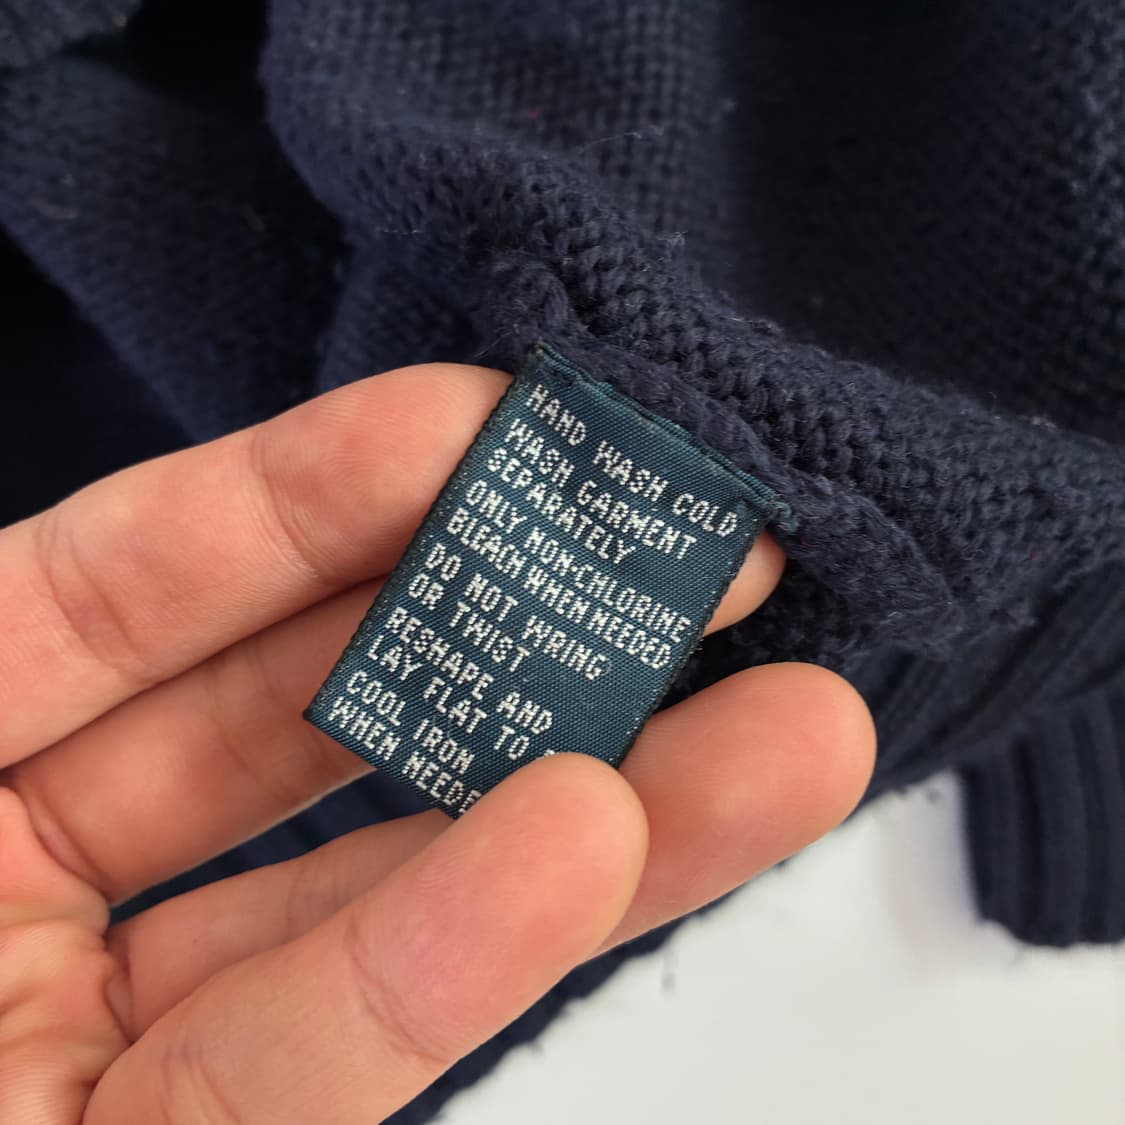 HAND WASH COLD
WASH GARMENT
SEPARATELY
ONLY NON-CHLORINE
BLEACH WHEN NEEDED
DO NOT WRING
OR TWIST
RESHAPE AND
LAY FLAT TO
COOL IRON
WHEN NEEDE